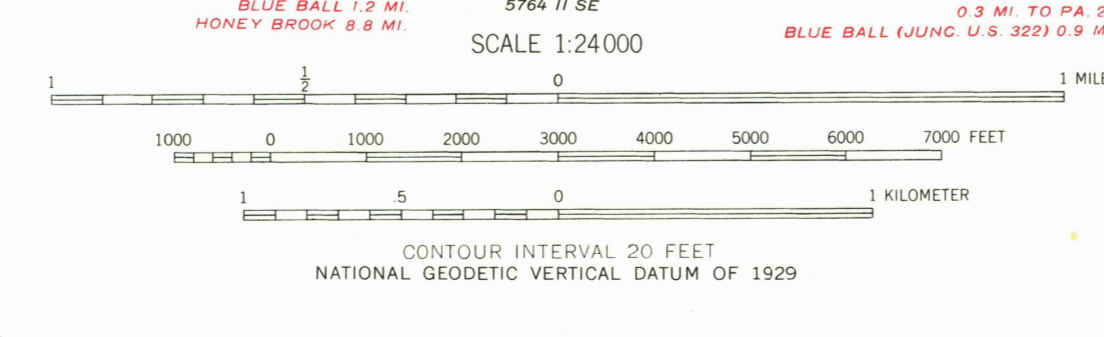 BLUE BALL 1.2 MI.
HONEY BROOK 8.8 MI.
5764 II SE
0.3 MI. TO PA. 2
BLUE BALL (JUNC. U.S. 322) 0.9 M
SCALE 1:24 000
1 1/2 0 1 MILE
1000 0 1000 2000 3000 4000 5000 6000 7000 FEET
1 .5 0 1 KILOMETER
CONTOUR INTERVAL 20 FEET
NATIONAL GEODETIC VERTICAL DATUM OF 1929